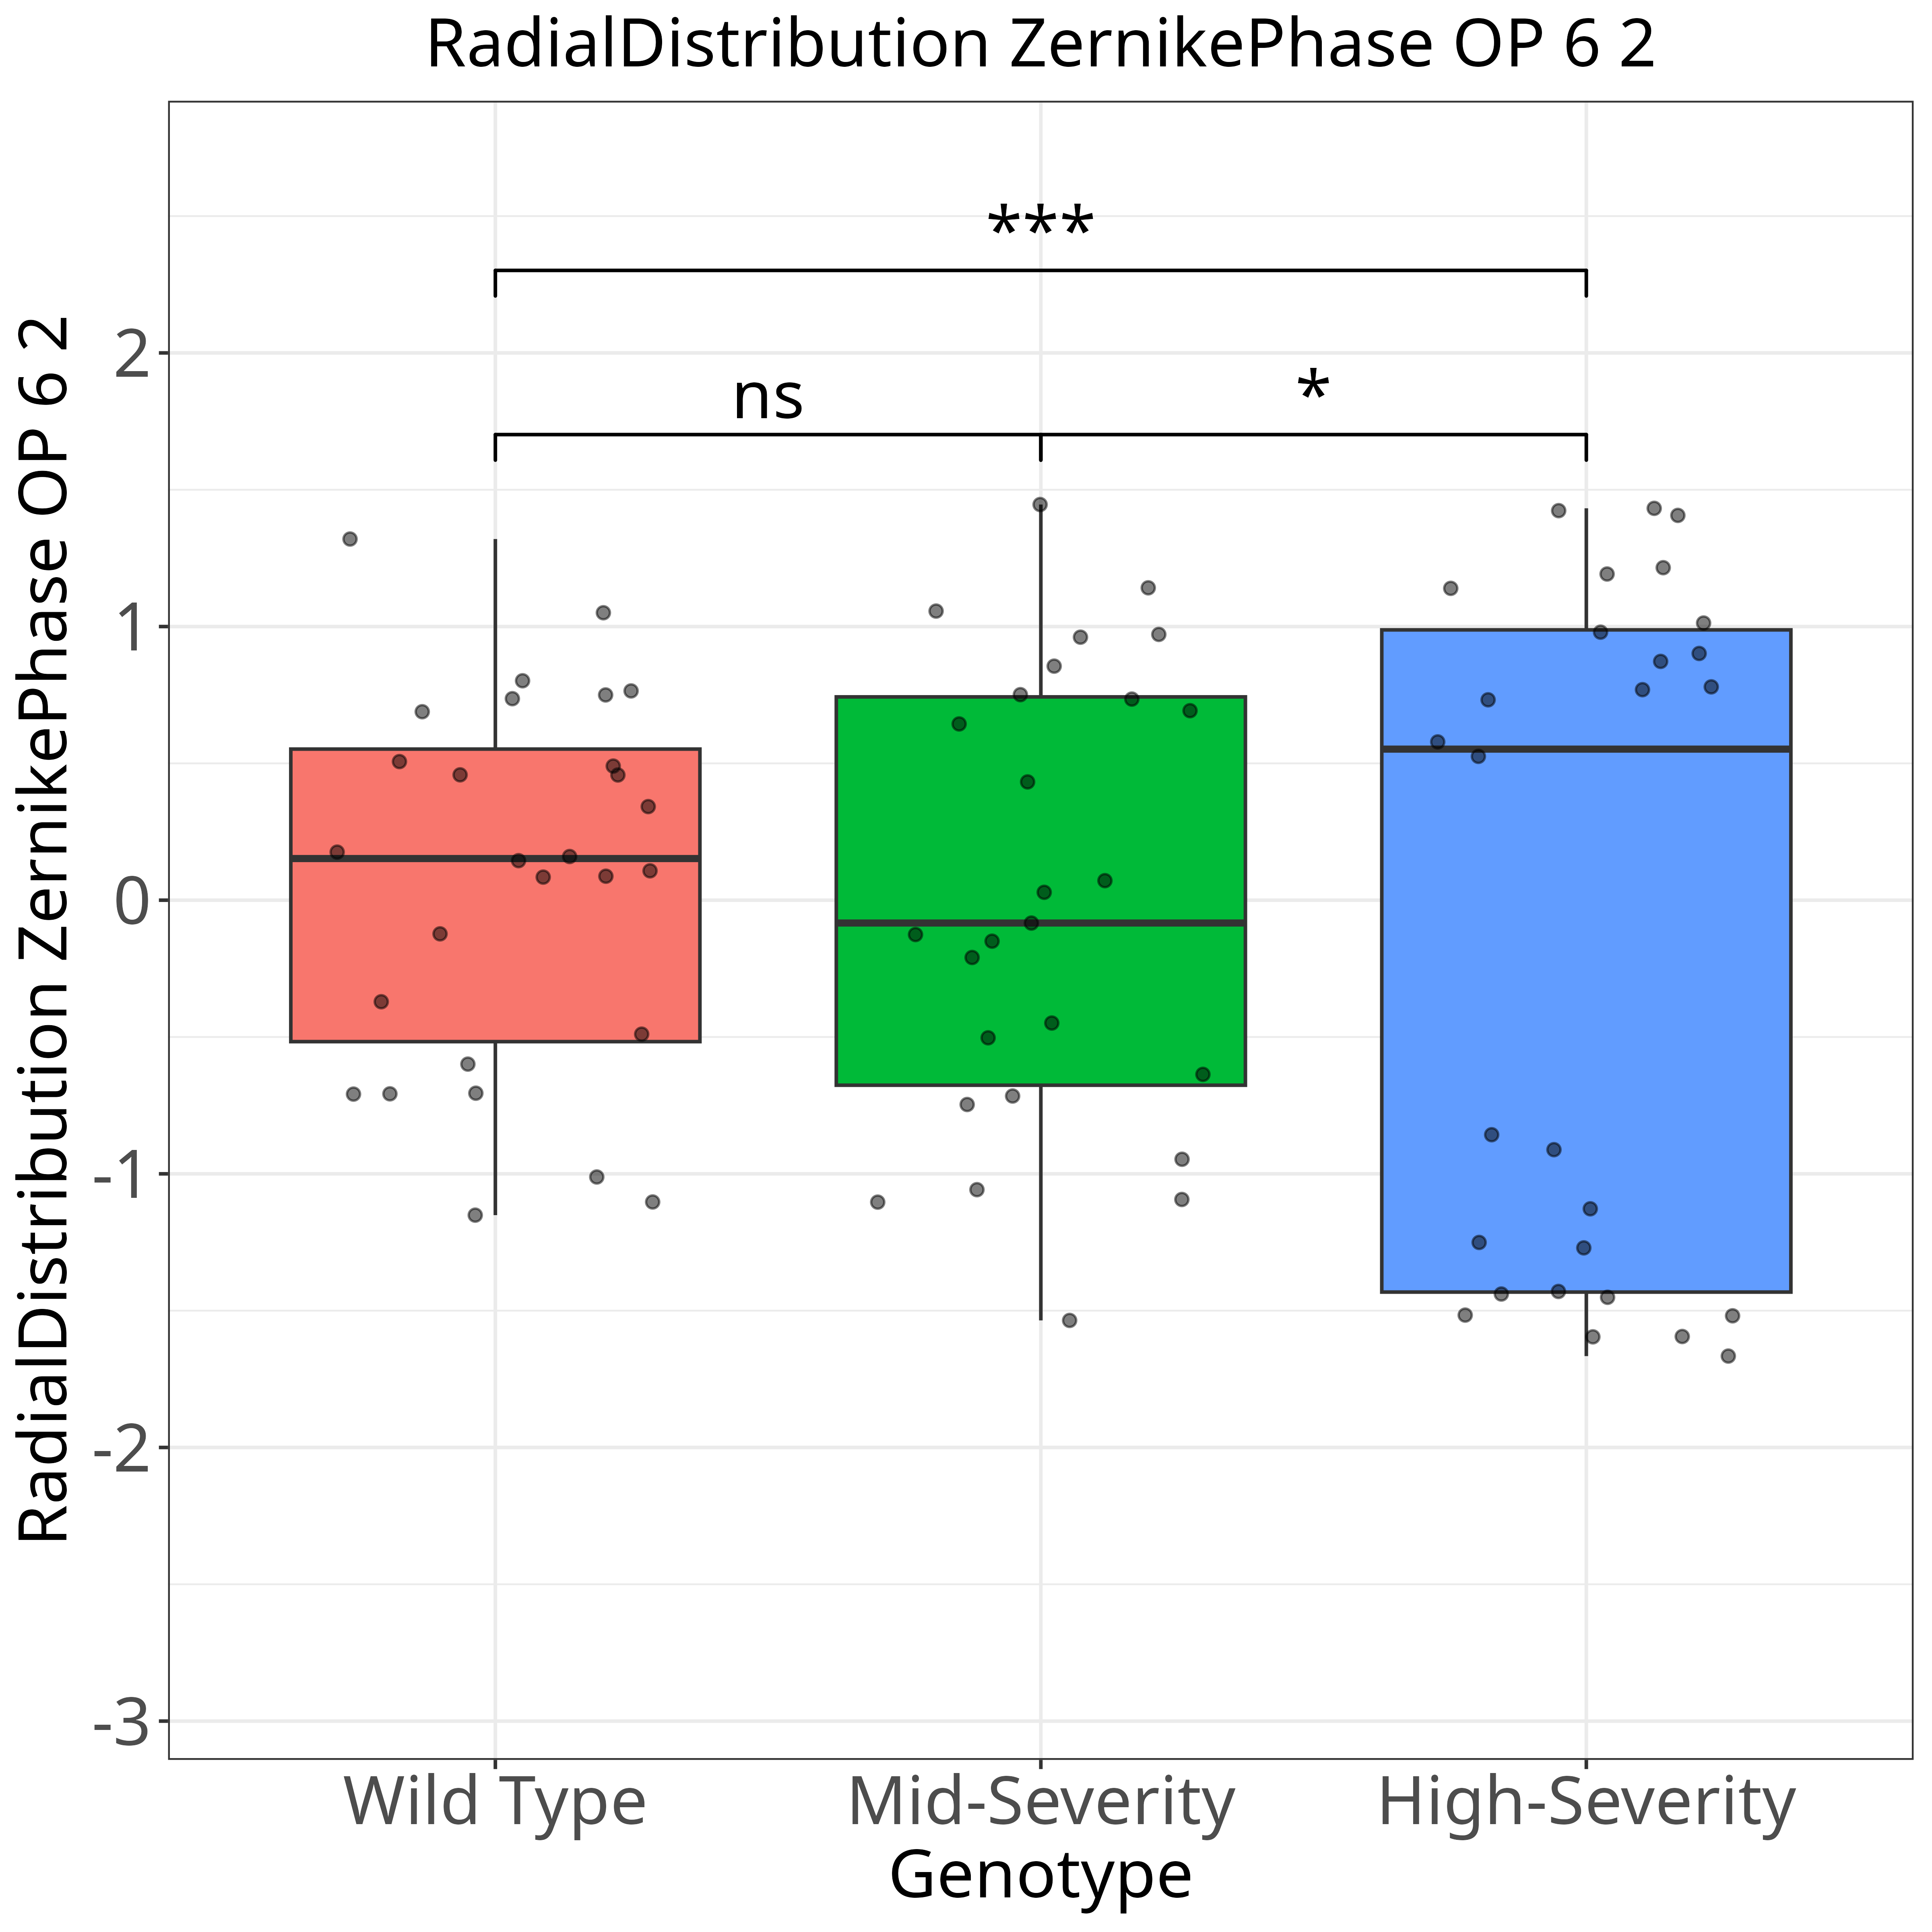 RadialDistribution ZernikePhase OP 6 2
RadialDistribution ZernikePhase OP 6 2
***
ns
*
2
1
0
-1
-2
-3
Wild Type
Mid-Severity
High-Severity
Genotype